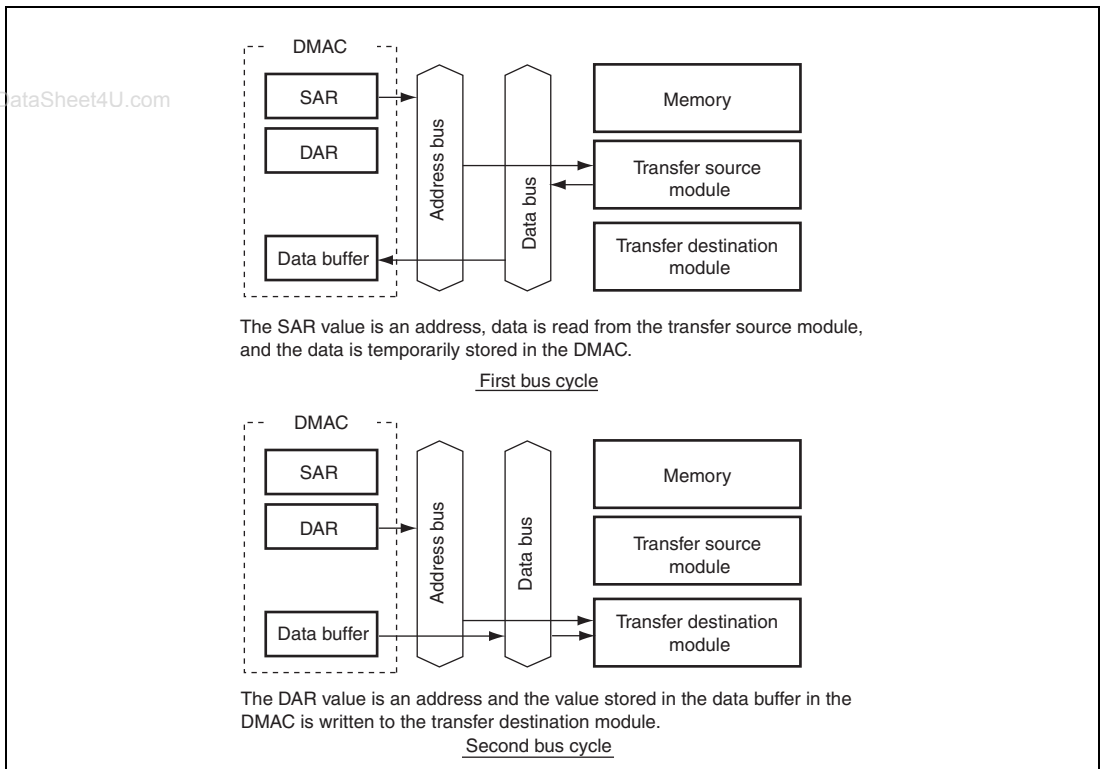 DMAC
SAR
DAR
Data buffer
Address bus
Data bus
Memory
Transfer source
module
Transfer destination
module
The SAR value is an address, data is read from the transfer source module,
and the data is temporarily stored in the DMAC.
First bus cycle
DMAC
SAR
DAR
Data buffer
Address bus
Data bus
Memory
Transfer source
module
Transfer destination
module
The DAR value is an address and the value stored in the data buffer in the
DMAC is written to the transfer destination module.
Second bus cycle
ataSheet4U.com